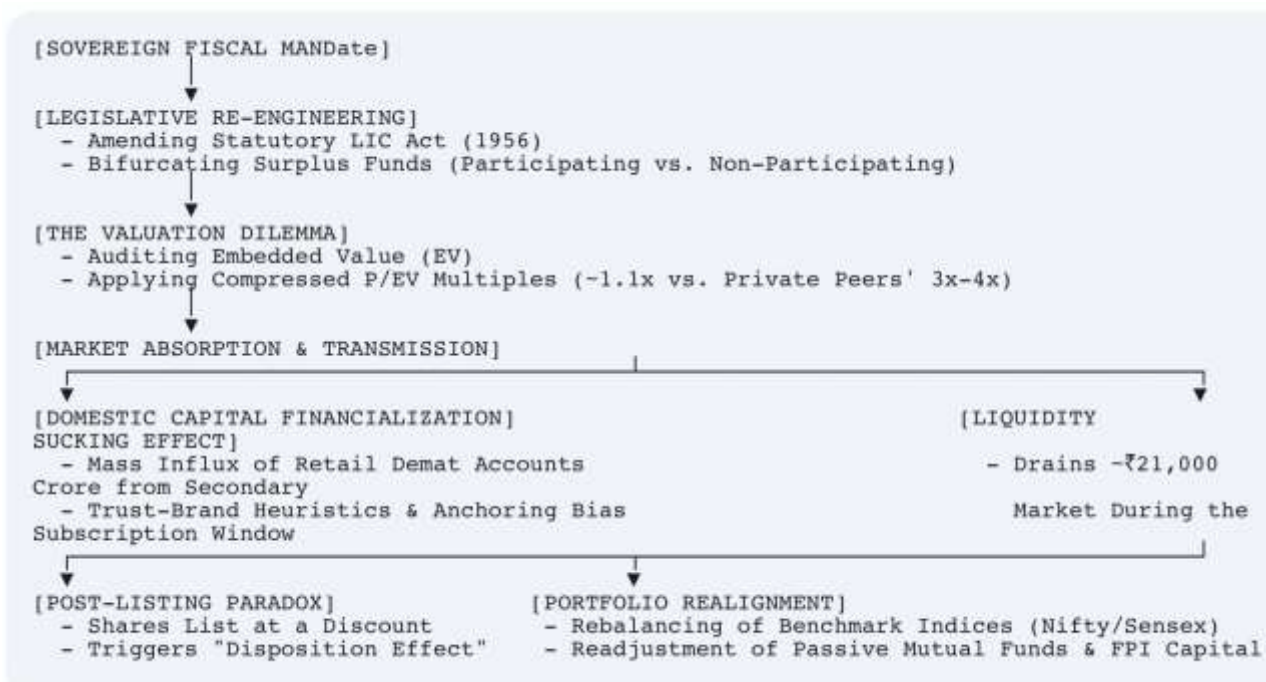 [SOVEREIGN FISCAL MANDate]
[LEGISLATIVE RE-ENGINEERING]
- Amending Statutory LIC Act (1956)
- Bifurcating Surplus Funds (Participating vs. Non-Participating)
[THE VALUATION DILEMMA]
- Auditing Embedded Value (EV)
- Applying Compressed P/EV Multiples (~1.1x vs. Private Peers' 3x-4x)
[MARKET ABSORPTION & TRANSMISSION]
[DOMESTIC CAPITAL FINANCIALIZATION] [LIQUIDITY
SUCKING EFFECT]
- Mass Influx of Retail Demat Accounts - Drains ~₹21,000
Crore from Secondary
- Trust-Brand Heuristics & Anchoring Bias Market During the
Subscription Window
[POST-LISTING PARADOX] [PORTFOLIO REALIGNMENT]
- Shares List at a Discount - Rebalancing of Benchmark Indices (Nifty/Sensex)
- Triggers "Disposition Effect" - Readjustment of Passive Mutual Funds & FPI Capital